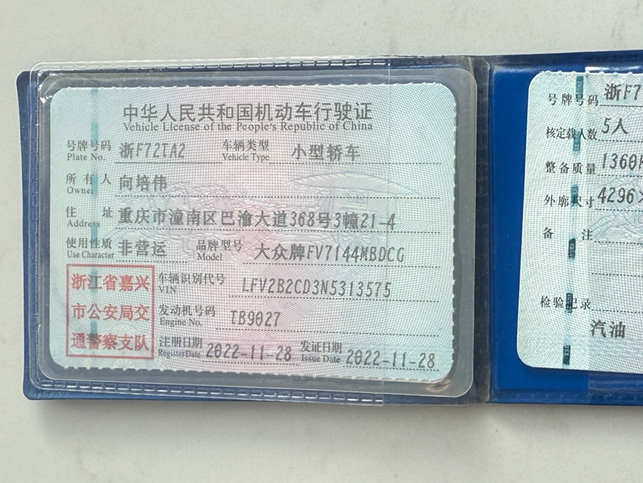 中华人民共和国机动车行驶证
Vehicle License of the People's Republic of China
号牌号码 浙F72TA2 车辆类型 小型轿车
Plate No. Vehicle Type
所有人 向培伟
Owner
住址 重庆市潼南区巴渝大道368号3幢21-4
Address
使用性质 非营运 品牌型号 大众牌FV7144MBDCG
Use Character Model
浙江省嘉兴
市公安局交
通警察支队
车辆识别代号 LFV2B2CD3N5313575
VIN
发动机号码 TB9027
Engine No.
注册日期 2022-11-28 发证日期 2022-11-28
Register Date Issue Date
号牌号码 浙F7
核定载人数 5人
整备质量 1360
外廓尺寸 4296
备注
检验记录
汽油